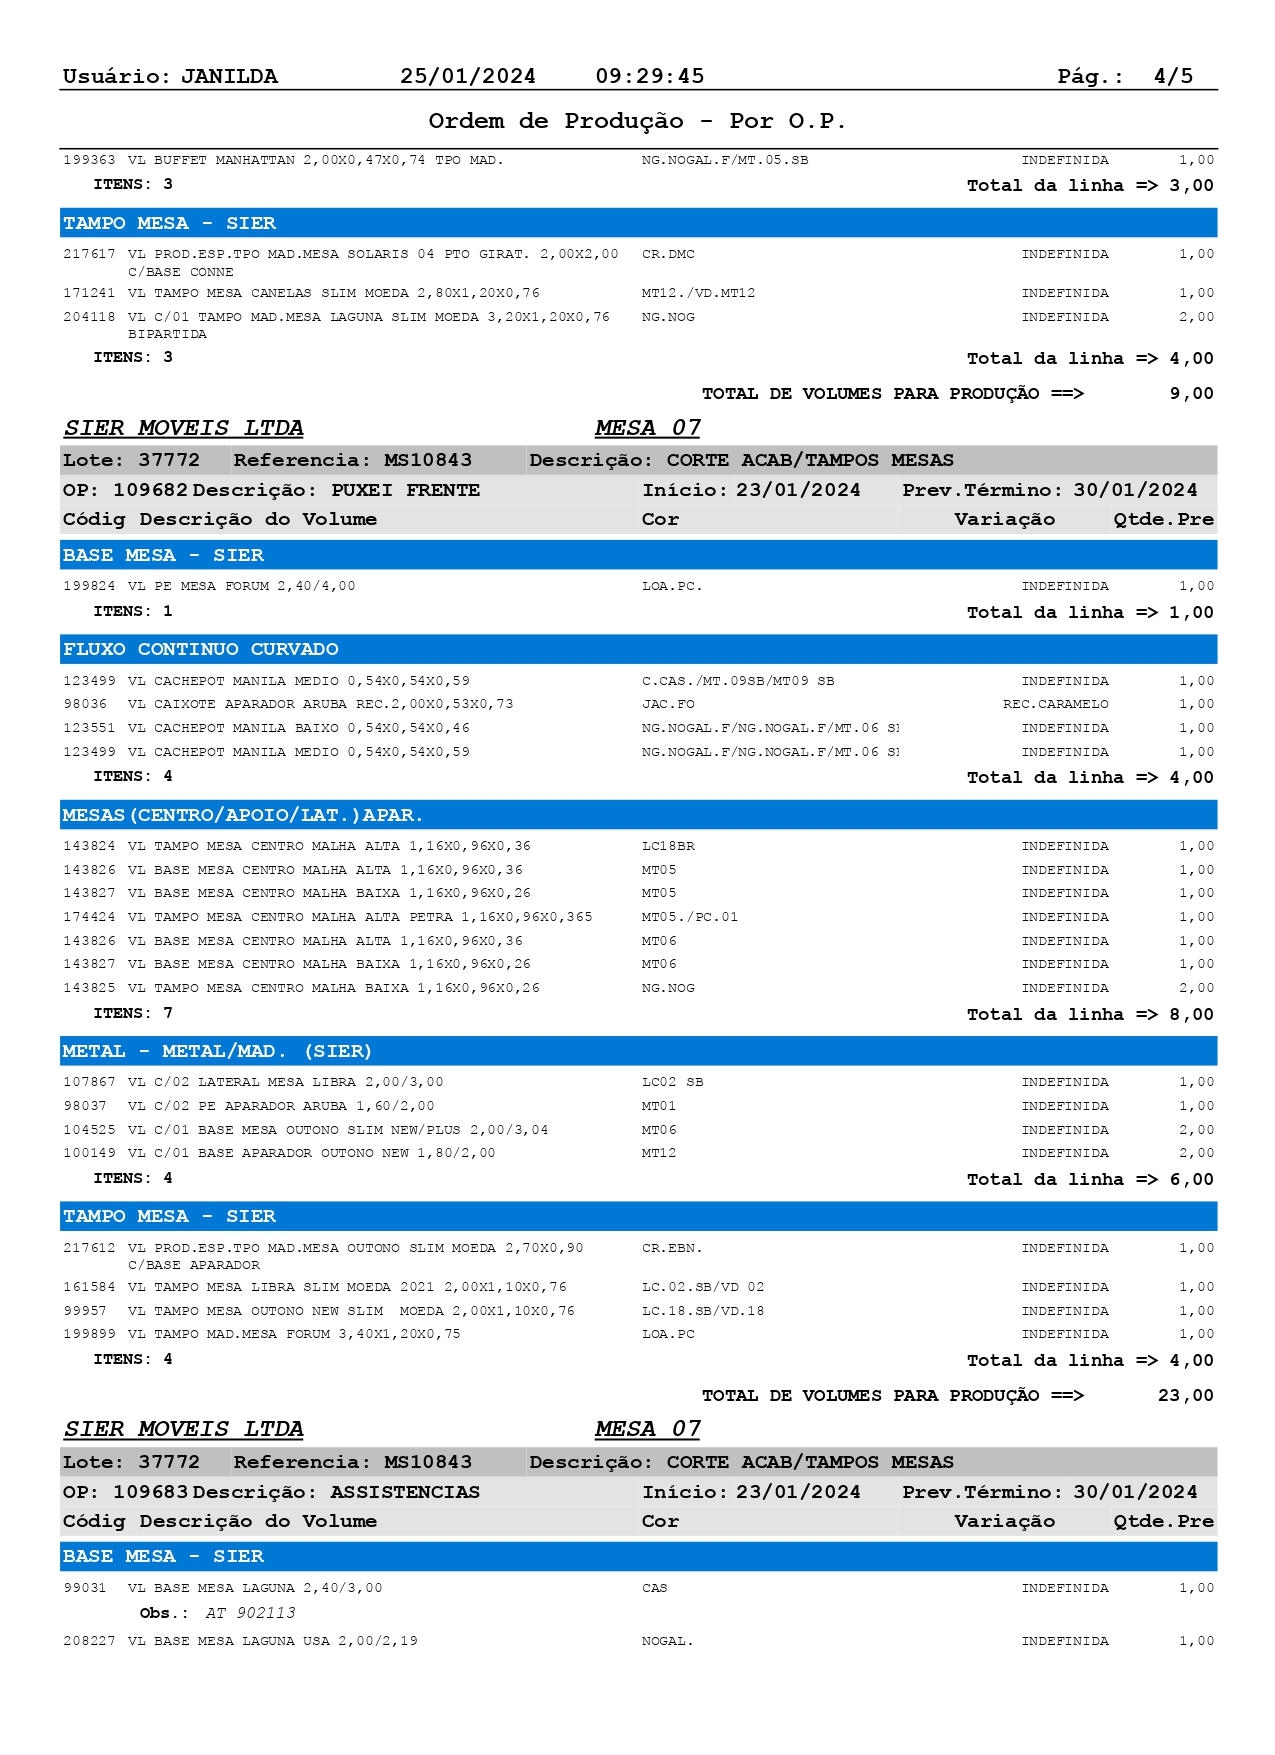 Usuário: JANILDA 25/01/2024 09:29:45 Pág.: 4/5
Ordem de Produção - Por O.P.
199363 VL BUFFET MANHATTAN 2,00X0,47X0,74 TPO MAD. NG.NOGAL.F/MT.05.SB INDEFINIDA 1,00
ITENS: 3 Total da linha => 3,00
TAMPO MESA - SIER
217617 VL PROD.ESP.TPO MAD.MESA SOLARIS 04 PTO GIRAT. 2,00X2,00 CR.DMC INDEFINIDA 1,00
C/BASE CONNE
171241 VL TAMPO MESA CANELAS SLIM MOEDA 2,80X1,20X0,76 MT12./VD.MT12 INDEFINIDA 1,00
204118 VL C/01 TAMPO MAD.MESA LAGUNA SLIM MOEDA 3,20X1,20X0,76 NG.NOG INDEFINIDA 2,00
BIPARTIDA
ITENS: 3 Total da linha => 4,00
TOTAL DE VOLUMES PARA PRODUÇÃO ==> 9,00
SIER MOVEIS LTDA MESA 07
Lote: 37772 Referencia: MS10843 Descrição: CORTE ACAB/TAMPOS MESAS
OP: 109682 Descrição: PUXEI FRENTE Início: 23/01/2024 Prev.Término: 30/01/2024
Códig Descrição do Volume Cor Variação Qtde.Pre
BASE MESA - SIER
199824 VL PE MESA FORUM 2,40/4,00 LOA.PC. INDEFINIDA 1,00
ITENS: 1 Total da linha => 1,00
FLUXO CONTINUO CURVADO
123499 VL CACHEPOT MANILA MEDIO 0,54X0,54X0,59 C.CAS./MT.09SB/MT09 SB INDEFINIDA 1,00
98036 VL CAIXOTE APARADOR ARUBA REC.2,00X0,53X0,73 JAC.FO REC.CARAMELO 1,00
123551 VL CACHEPOT MANILA BAIXO 0,54X0,54X0,46 NG.NOGAL.F/NG.NOGAL.F/MT.06 INDEFINIDA 1,00
123499 VL CACHEPOT MANILA MEDIO 0,54X0,54X0,59 NG.NOGAL.F/NG.NOGAL.F/MT.06 INDEFINIDA 1,00
ITENS: 4 Total da linha => 4,00
MESAS(CENTRO/APOIO/LAT.)APAR.
143824 VL TAMPO MESA CENTRO MALHA ALTA 1,16X0,96X0,36 LC18BR INDEFINIDA 1,00
143826 VL BASE MESA CENTRO MALHA ALTA 1,16X0,96X0,36 MT05 INDEFINIDA 1,00
143827 VL BASE MESA CENTRO MALHA BAIXA 1,16X0,96X0,26 MT05 INDEFINIDA 1,00
174424 VL TAMPO MESA CENTRO MALHA ALTA PETRA 1,16X0,96X0,365 MT05./PC.01 INDEFINIDA 1,00
143826 VL BASE MESA CENTRO MALHA ALTA 1,16X0,96X0,36 MT06 INDEFINIDA 1,00
143827 VL BASE MESA CENTRO MALHA BAIXA 1,16X0,96X0,26 MT06 INDEFINIDA 1,00
143825 VL TAMPO MESA CENTRO MALHA BAIXA 1,16X0,96X0,26 NG.NOG INDEFINIDA 2,00
ITENS: 7 Total da linha => 8,00
METAL - METAL/MAD. (SIER)
107867 VL C/02 LATERAL MESA LIBRA 2,00/3,00 LC02 SB INDEFINIDA 1,00
98037 VL C/02 PE APARADOR ARUBA 1,60/2,00 MT01 INDEFINIDA 1,00
104525 VL C/01 BASE MESA OUTONO SLIM NEW/PLUS 2,00/3,04 MT06 INDEFINIDA 2,00
100149 VL C/01 BASE APARADOR OUTONO NEW 1,80/2,00 MT12 INDEFINIDA 2,00
ITENS: 4 Total da linha => 6,00
TAMPO MESA - SIER
217612 VL PROD.ESP.TPO MAD.MESA OUTONO SLIM MOEDA 2,70X0,90 CR.EBN. INDEFINIDA 1,00
C/BASE APARADOR
161584 VL TAMPO MESA LIBRA SLIM MOEDA 2021 2,00X1,10X0,76 LC.02.SB/VD 02 INDEFINIDA 1,00
99957 VL TAMPO MESA OUTONO NEW SLIM MOEDA 2,00X1,10X0,76 LC.18.SB/VD.18 INDEFINIDA 1,00
199899 VL TAMPO MAD.MESA FORUM 3,40X1,20X0,75 LOA.PC INDEFINIDA 1,00
ITENS: 4 Total da linha => 4,00
TOTAL DE VOLUMES PARA PRODUÇÃO ==> 23,00
SIER MOVEIS LTDA MESA 07
Lote: 37772 Referencia: MS10843 Descrição: CORTE ACAB/TAMPOS MESAS
OP: 109683 Descrição: ASSISTENCIAS Início: 23/01/2024 Prev.Término: 30/01/2024
Códig Descrição do Volume Cor Variação Qtde.Pre
BASE MESA - SIER
99031 VL BASE MESA LAGUNA 2,40/3,00 CAS INDEFINIDA 1,00
Obs.: AT 902113
208227 VL BASE MESA LAGUNA USA 2,00/2,19 NOGAL. INDEFINIDA 1,00